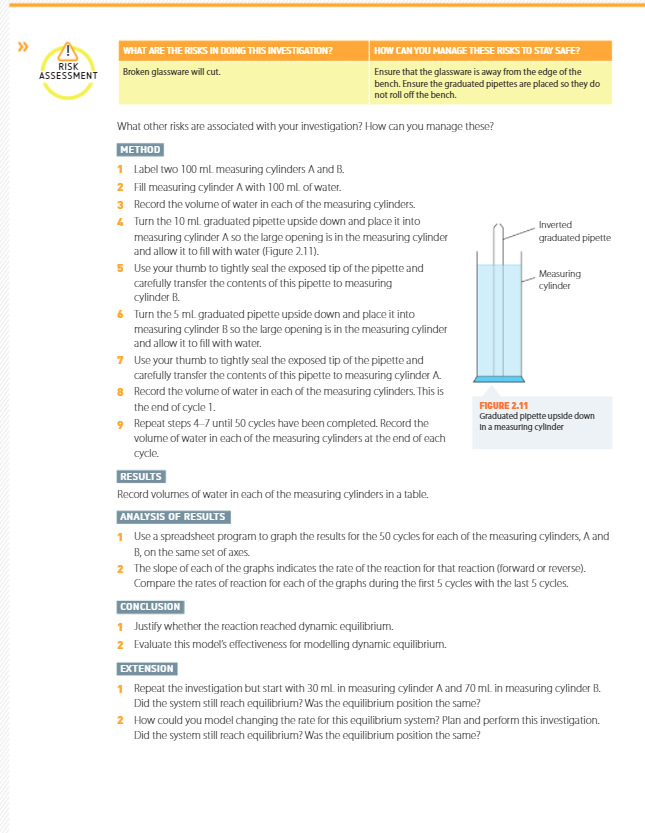 »
!
RISK
ASSESSMENT
WHAT ARE THE RISKS IN DOING THIS INVESTIGATION?
HOW CAN YOU MANAGE THESE RISKS TO STAY SAFE?
Broken glassware will cut.
Ensure that the glassware is away from the edge of the
bench. Ensure the graduated pipettes are placed so they do
not roll off the bench.
What other risks are associated with your investigation? How can you manage these?
METHOD
1 Label two 100 mL measuring cylinders A and B.
2 Fill measuring cylinder A with 100 mL of water.
3 Record the volume of water in each of the measuring cylinders.
4 Turn the 10 mL graduated pipette upside down and place it into
measuring cylinder A so the large opening is in the measuring cylinder
and allow it to fill with water (Figure 2.11).
5 Use your thumb to tightly seal the exposed tip of the pipette and
carefully transfer the contents of this pipette to measuring
cylinder B.
6 Turn the 5 mL graduated pipette upside down and place it into
measuring cylinder B so the large opening is in the measuring cylinder
and allow it to fill with water.
7 Use your thumb to tightly seal the exposed tip of the pipette and
carefully transfer the contents of this pipette to measuring cylinder A.
8 Record the volume of water in each of the measuring cylinders. This is
the end of cycle 1.
9 Repeat steps 4–7 until 50 cycles have been completed. Record the
volume of water in each of the measuring cylinders at the end of each
cycle.
Inverted
graduated pipette
Measuring
cylinder
FIGURE 2.11
Graduated pipette upside down
in a measuring cylinder
RESULTS
Record volumes of water in each of the measuring cylinders in a table.
ANALYSIS OF RESULTS
1 Use a spreadsheet program to graph the results for the 50 cycles for each of the measuring cylinders, A and
B, on the same set of axes.
2 The slope of each of the graphs indicates the rate of the reaction for that reaction (forward or reverse).
Compare the rates of reaction for each of the graphs during the first 5 cycles with the last 5 cycles.
CONCLUSION
1 Justify whether the reaction reached dynamic equilibrium.
2 Evaluate this model's effectiveness for modelling dynamic equilibrium.
EXTENSION
1 Repeat the investigation but start with 30 mL in measuring cylinder A and 70 mL in measuring cylinder B.
Did the system still reach equilibrium? Was the equilibrium position the same?
2 How could you model changing the rate for this equilibrium system? Plan and perform this investigation.
Did the system still reach equilibrium? Was the equilibrium position the same?